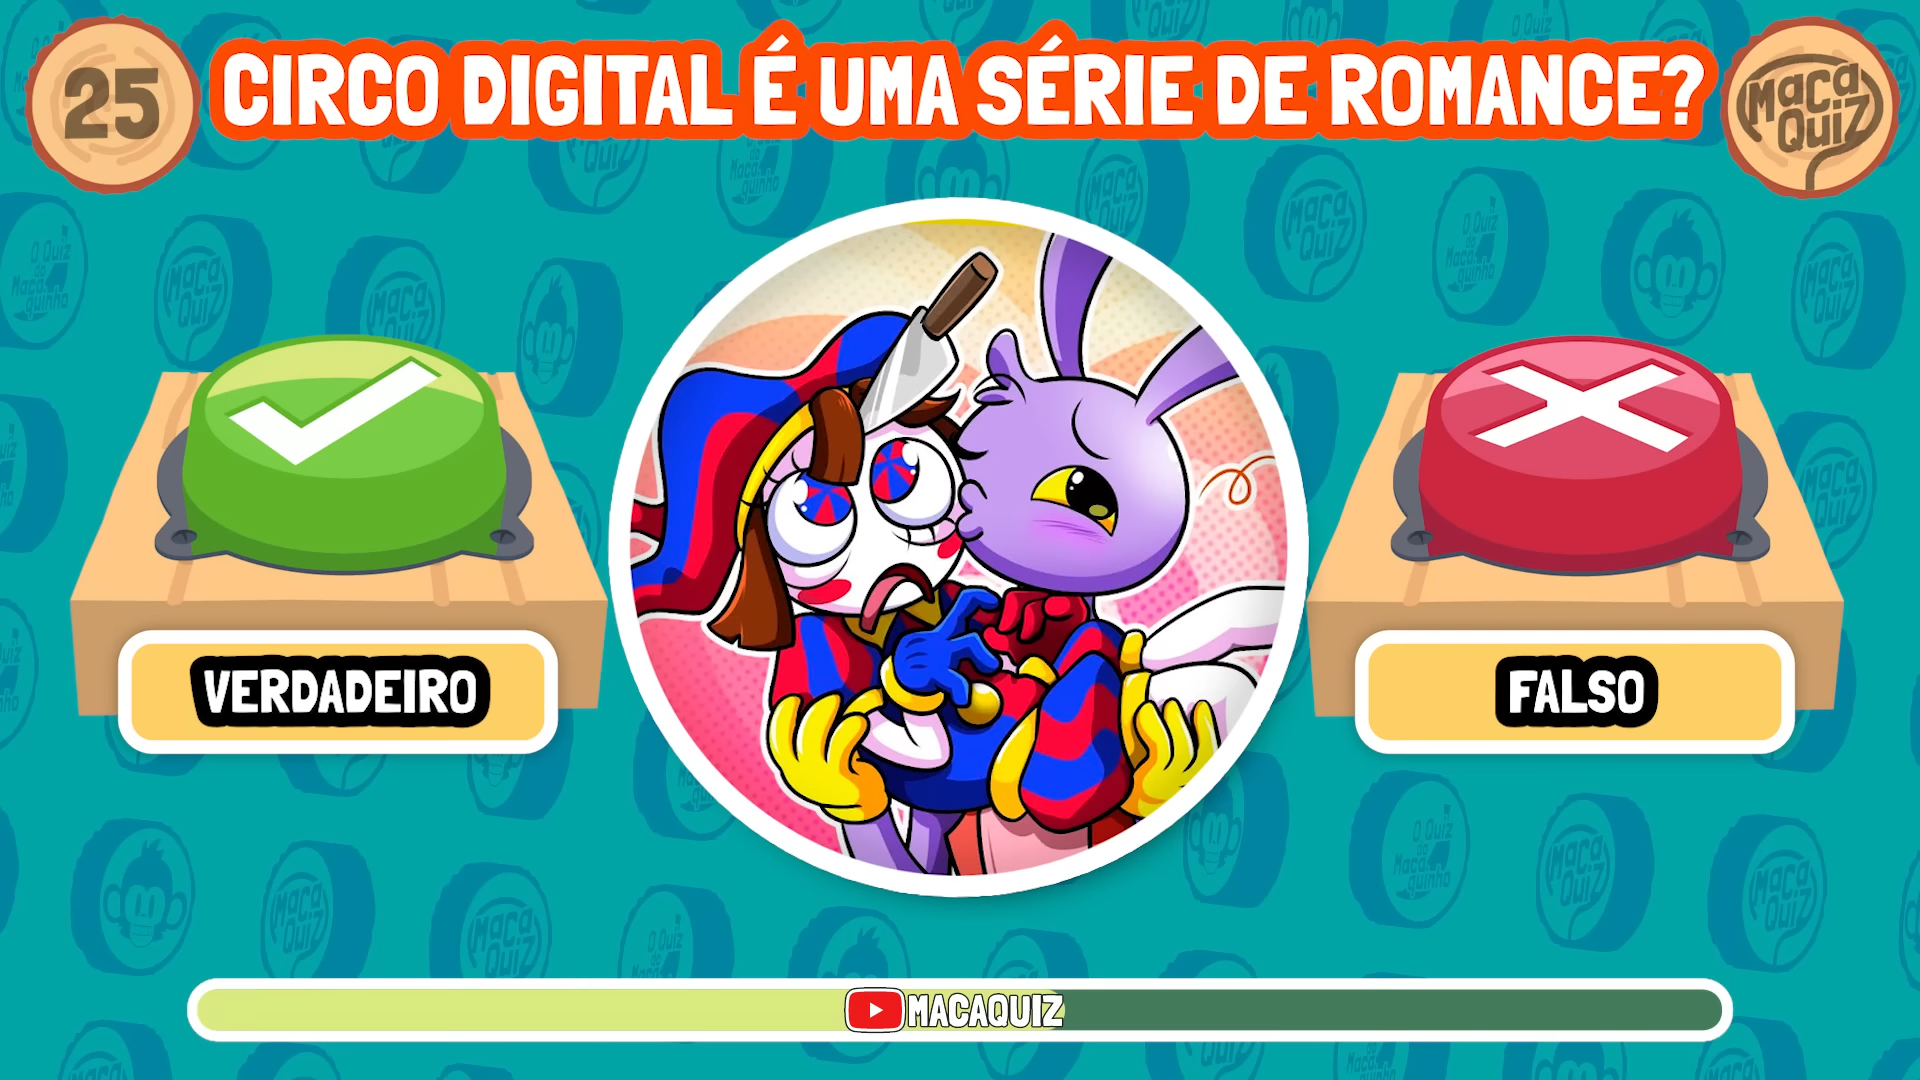 25
CIRCO DIGITAL É UMA SÉRIE DE ROMANCE?
MACA
QUIZ
VERDADEIRO
FALSO
MACAQUIZ